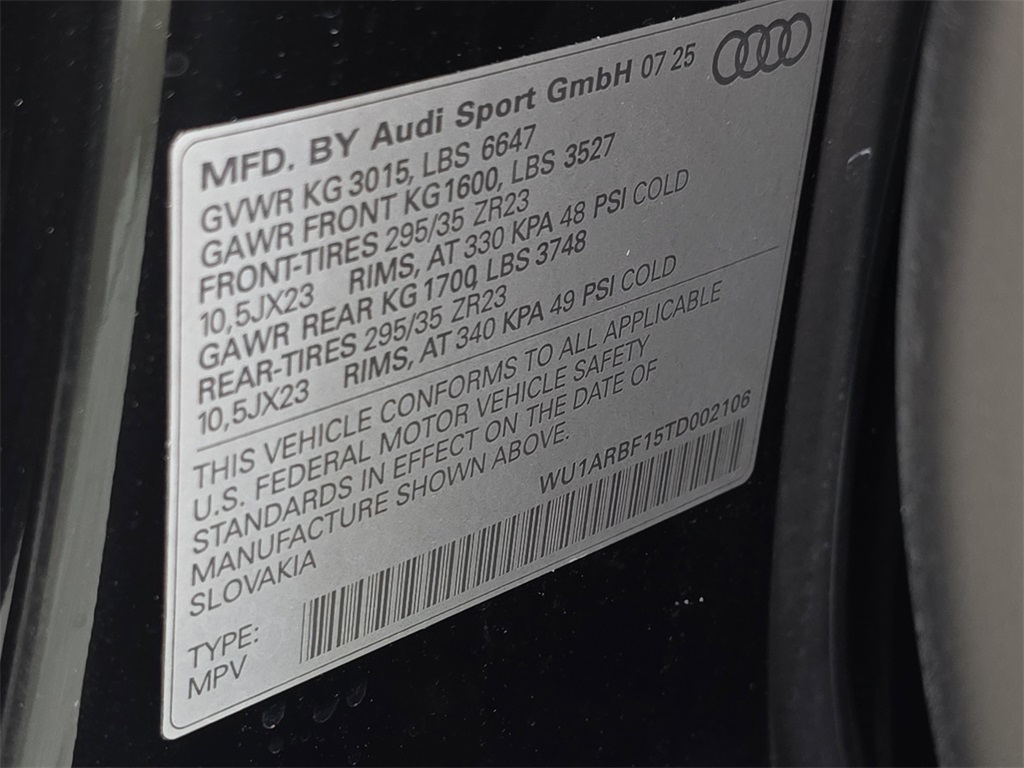 MFD. BY Audi Sport GmbH 07 25
GVWR KG 3015, LBS 6647
GAWR FRONT KG 1600, LBS 3527
FRONT-TIRES 295/35 ZR23
10,5JX23 RIMS, AT 330 KPA 48 PSI COLD
GAWR REAR KG 1700, LBS 3748
REAR-TIRES 295/35 ZR23
10,5JX23 RIMS, AT 340 KPA 49 PSI COLD
THIS VEHICLE CONFORMS TO ALL APPLICABLE
U.S. FEDERAL MOTOR VEHICLE SAFETY
STANDARDS IN EFFECT ON THE DATE OF
MANUFACTURE SHOWN ABOVE.
SLOVAKIA
WU1ARBF15TD002106
TYPE:
MPV